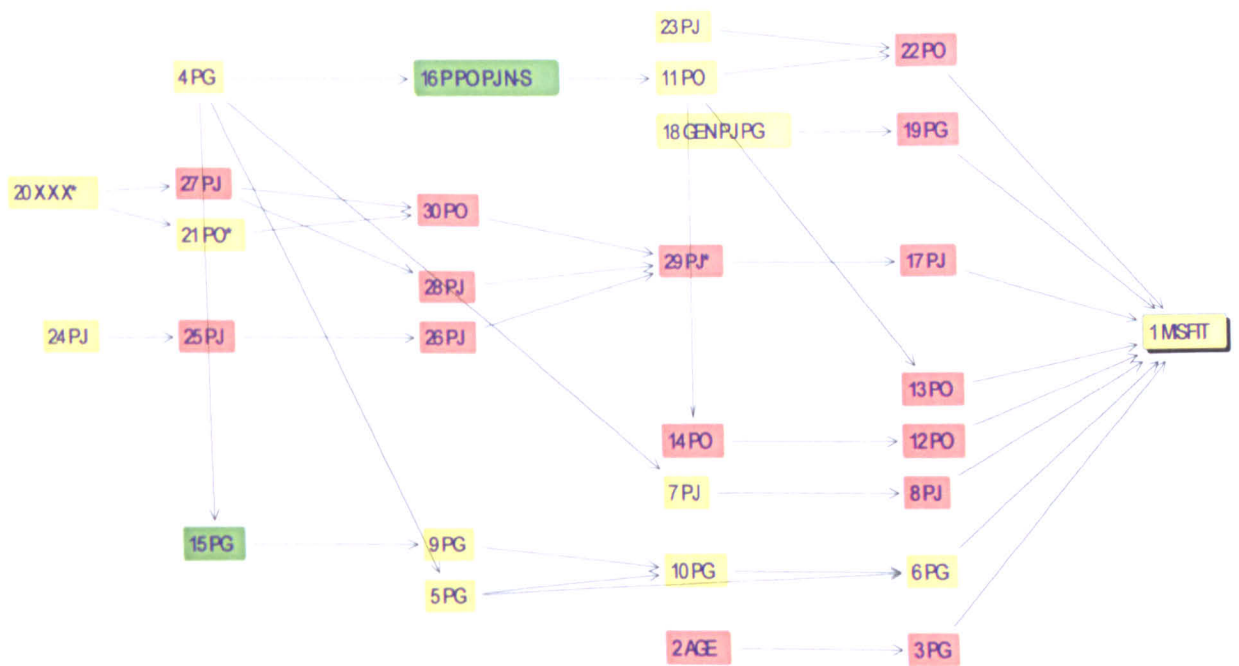 23 PJ
22 PO
4 PG
16 P PO PJ N-S
11 PO
18 GEN PJ PG
19 PG
20 X X X*
27 PJ
30 PO
21 PO*
29 PJ*
17 PJ
28 PJ
24 PJ
25 PJ
26 PJ
1 MISFIT
13 PO
14 PO
12 PO
7 PJ
8 PJ
15 PG
9 PG
10 PG
6 PG
5 PG
2 AGE
3 PG